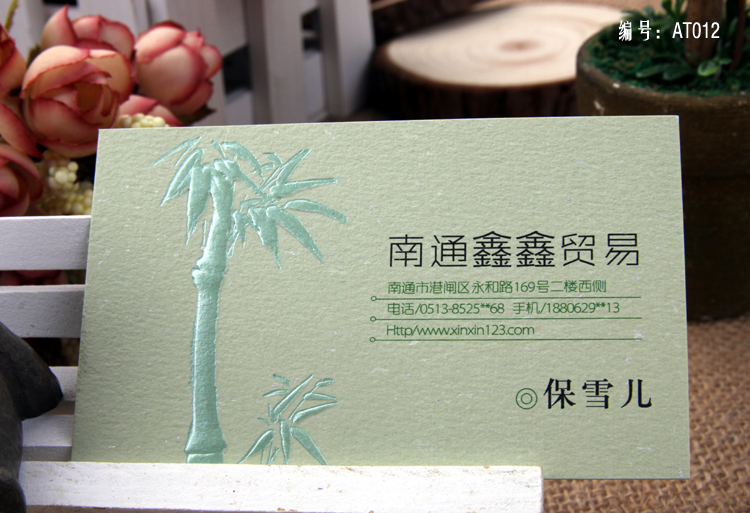 编号：AT012
南通鑫鑫贸易
南通市港闸区永和路169号二楼西侧
电话/0513-8525**68 手机/1880629**13
Http/www.xinxin123.com
◎保雪儿